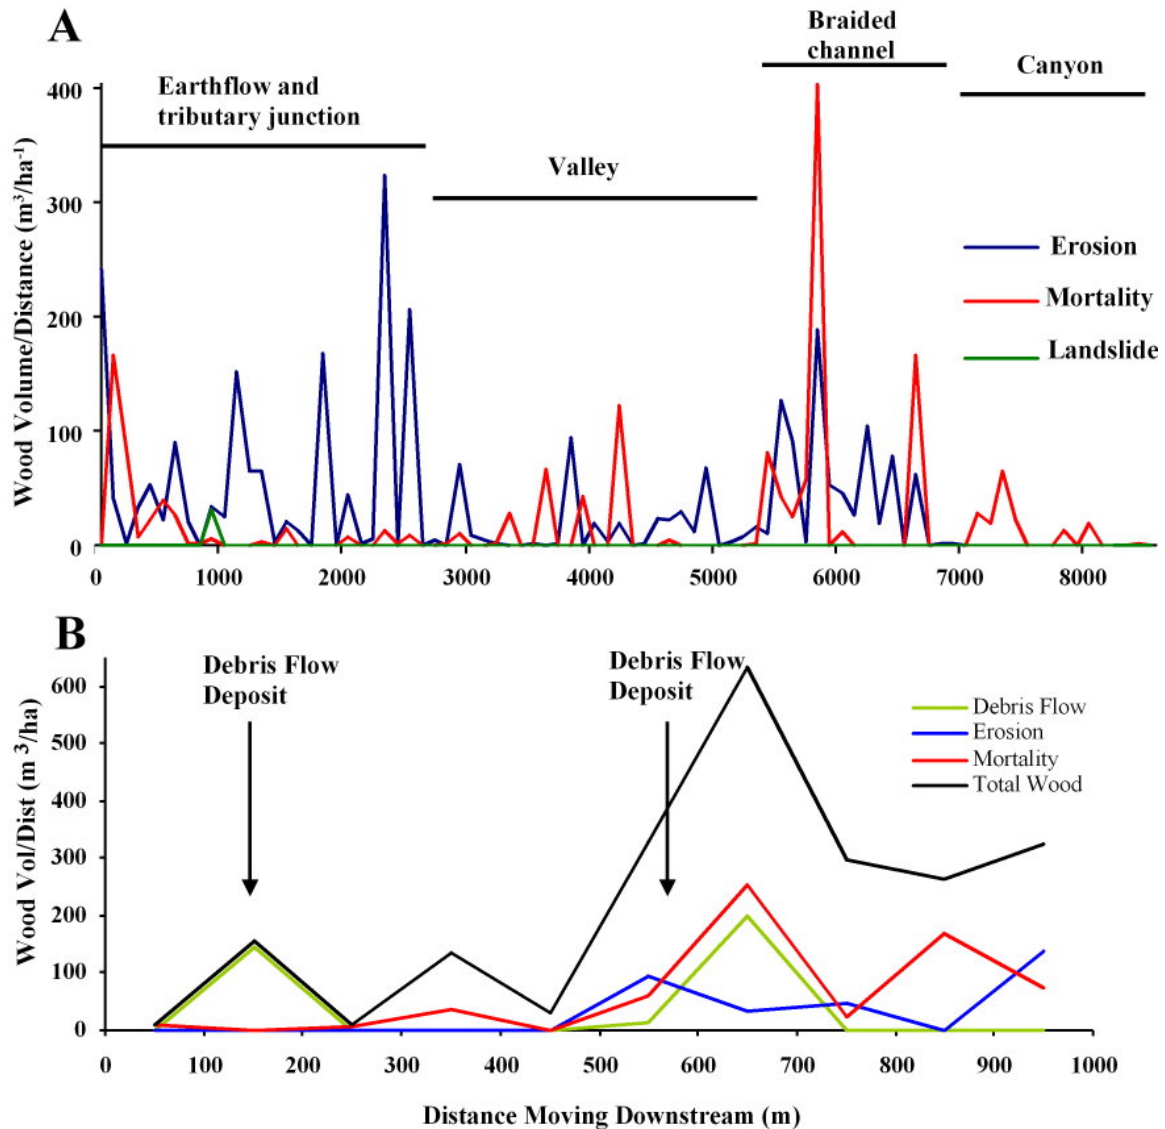 A
Earthflow and
tributary junction
Valley
Braided
channel
Canyon
Wood Volume/Distance (m³/ha⁻¹)
400
300
200
100
0
Erosion
Mortality
Landslide
0 1000 2000 3000 4000 5000 6000 7000 8000
B
Debris Flow
Deposit
Debris Flow
Deposit
Wood Vol/Dist (m ³/ha)
600
500
400
300
200
100
0
Debris Flow
Erosion
Mortality
Total Wood
0 100 200 300 400 500 600 700 800 900 1000
Distance Moving Downstream (m)